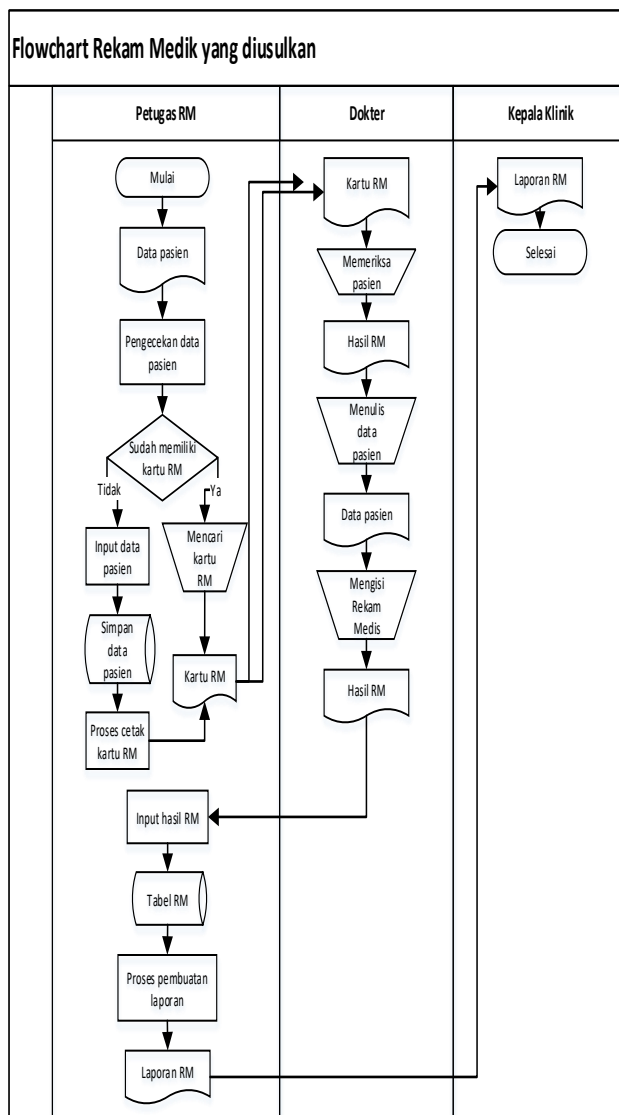 Flowchart Rekam Medik yang diusulkan
Petugas RM
Dokter
Kepala Klinik
Mulai
Data pasien
Pengecekan data
pasien
Sudah memiliki
kartu RM
Tidak
Ya
Input data
pasien
Mencari
kartu
RM
Simpan
data
pasien
Kartu RM
Proses cetak
kartu RM
Input hasil RM
Tabel RM
Proses pembuatan
laporan
Laporan RM
Kartu RM
Memeriksa
pasien
Hasil RM
Menulis
data
pasien
Data pasien
Mengisi
Rekam
Medis
Hasil RM
Laporan RM
Selesai